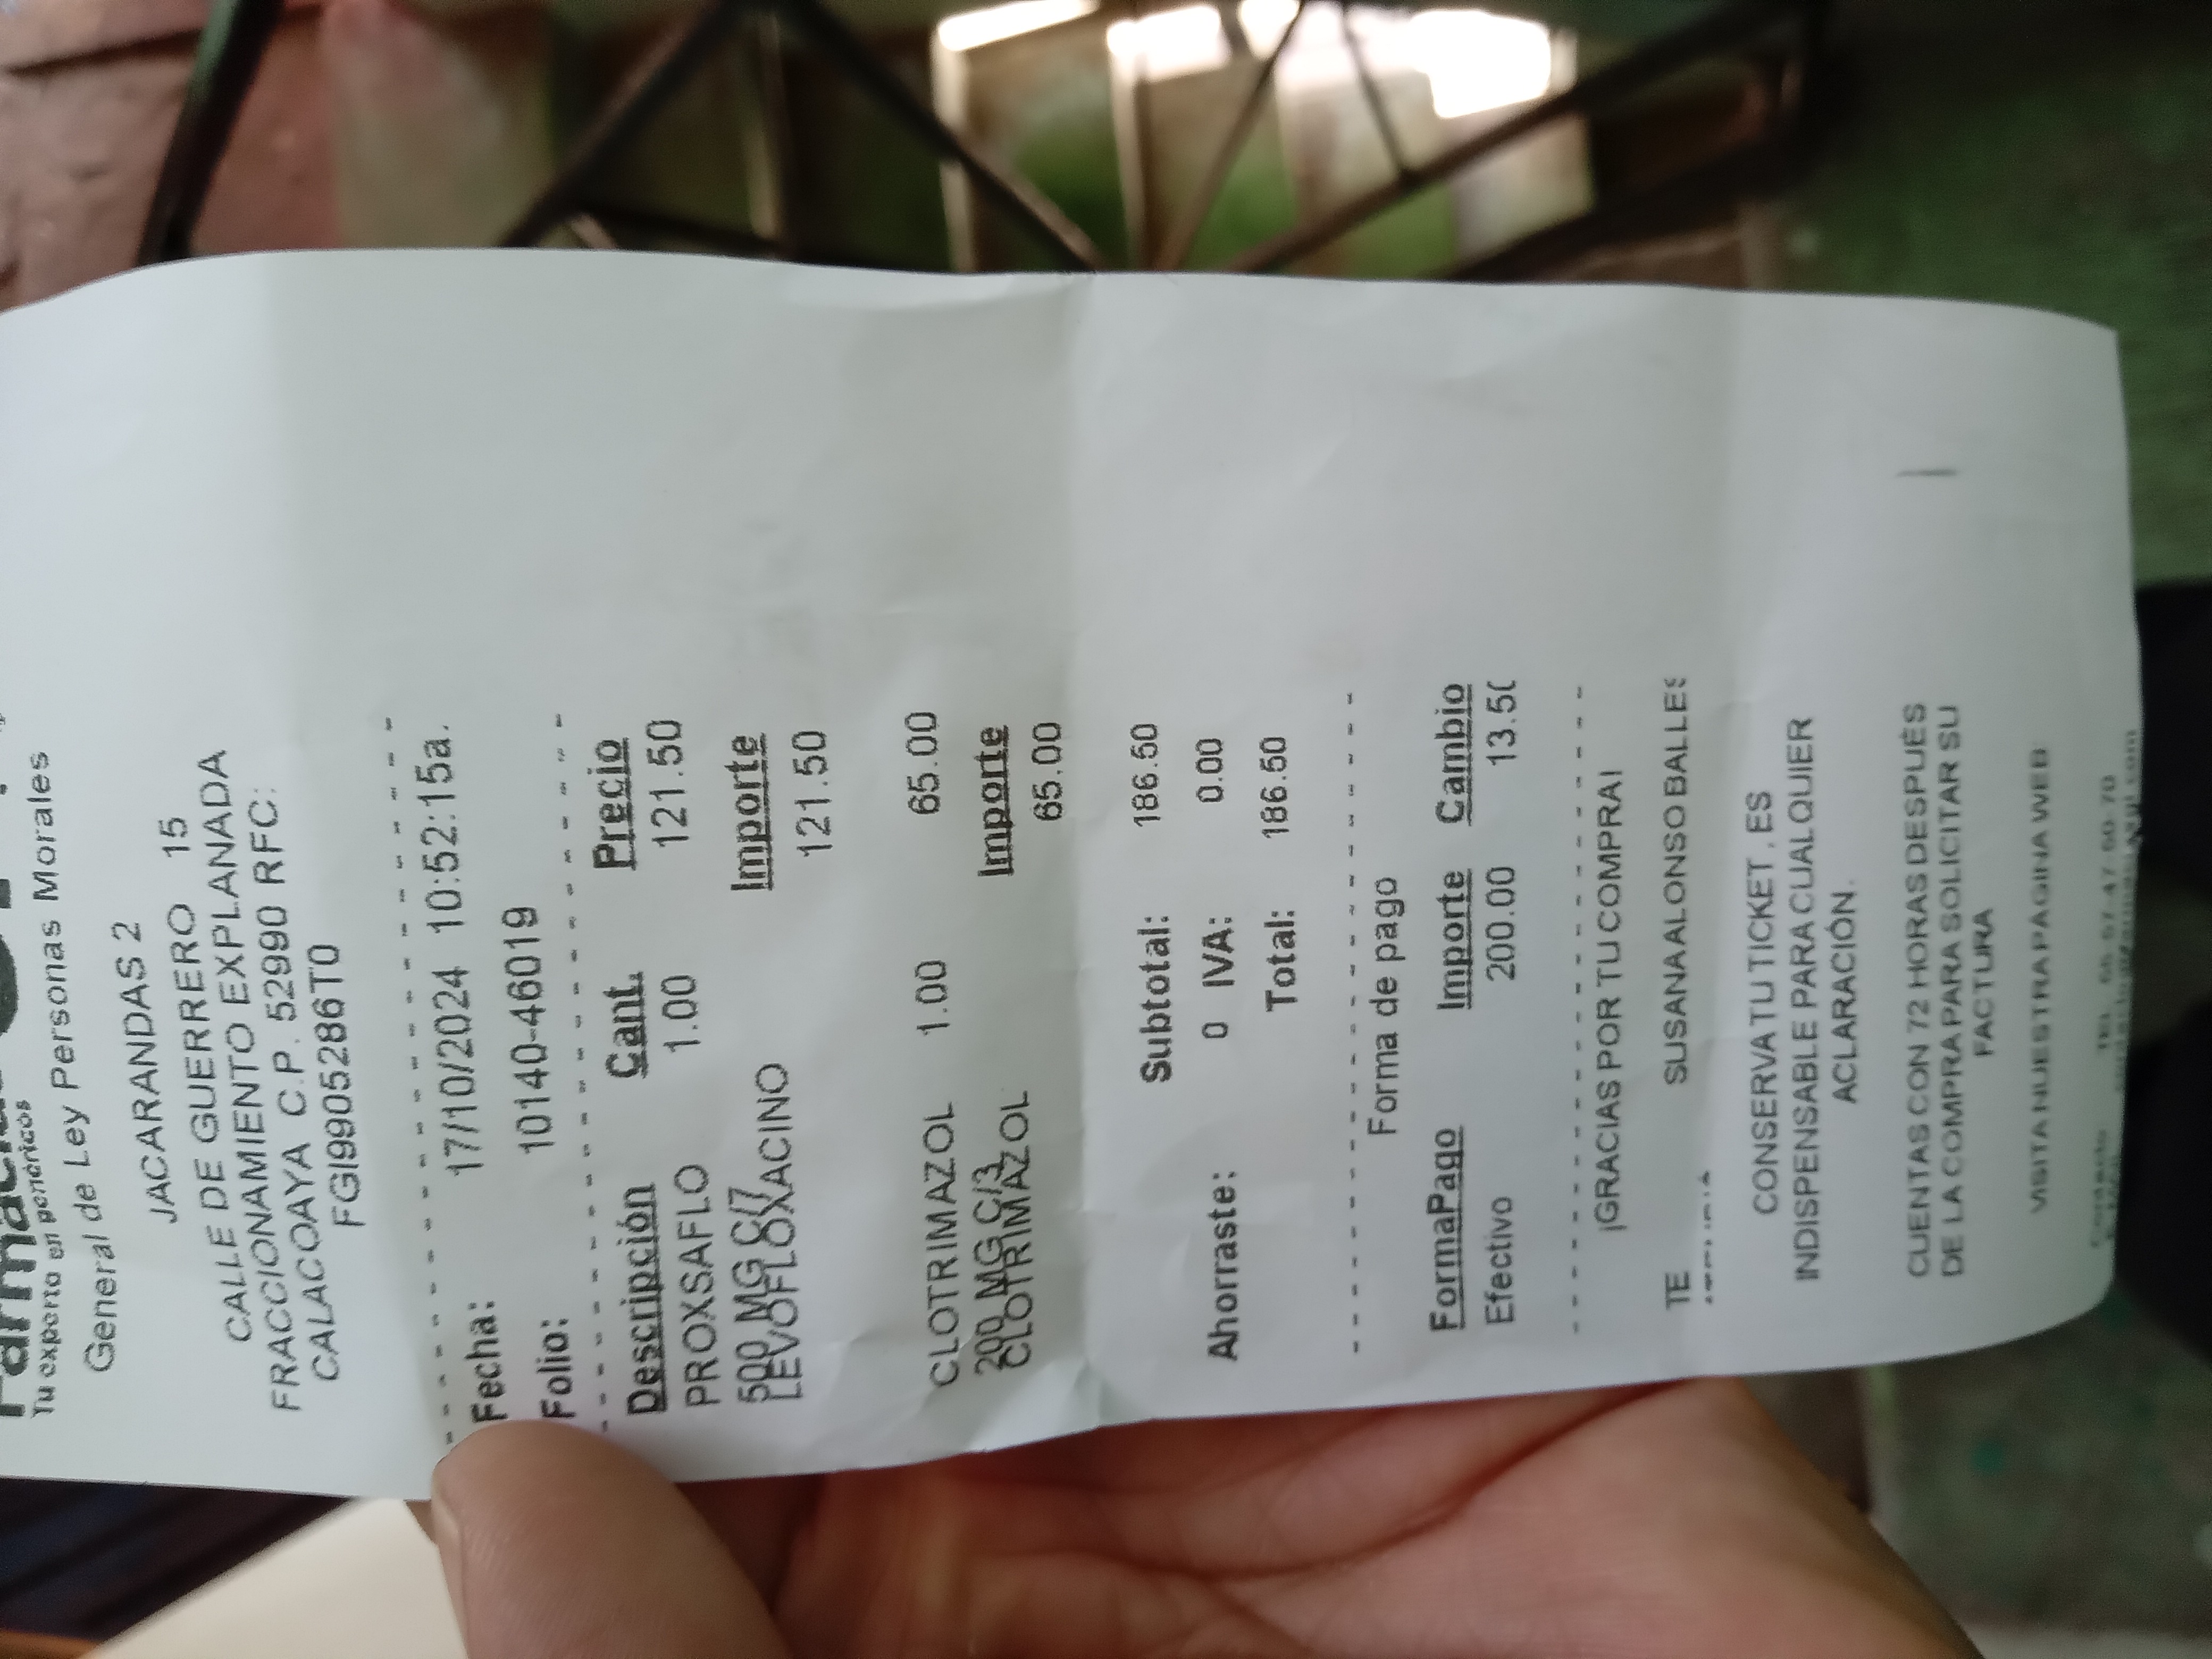 Tu experto en genéricos
General de Ley Personas Morales
JACARANDAS 2
CALLE DE GUERRERO 15
FRACCIONAMIENTO EXPLANADA
CALACOAYA C.P. 52990 RFC:
FGI9905286T0
Fecha: 17/10/2024 10:52:15a.
Folio: 10140-46019
Descripción Cant. Precio
PROXSAFLO 1.00 121.50
500 MG C/7 Importe
LEVOFLOXACINO 121.50
CLOTRIMAZOL 1.00 65.00
200 MG C/3 Importe
CLOTRIMAZOL 65.00
Subtotal: 186.50
Ahorraste: 0 IVA: 0.00
Total: 186.50
Forma de pago
FormaPago Importe Cambio
Efectivo 200.00 13.50
¡GRACIAS POR TU COMPRA!
TE SUSANA ALONSO BALLES
CONSERVA TU TICKET, ES
INDISPENSABLE PARA CUALQUIER
ACLARACIÓN.
CUENTAS CON 72 HORAS DESPUÉS
DE LA COMPRA PARA SOLICITAR SU
FACTURA
VISITA NUESTRA PAGINA WEB